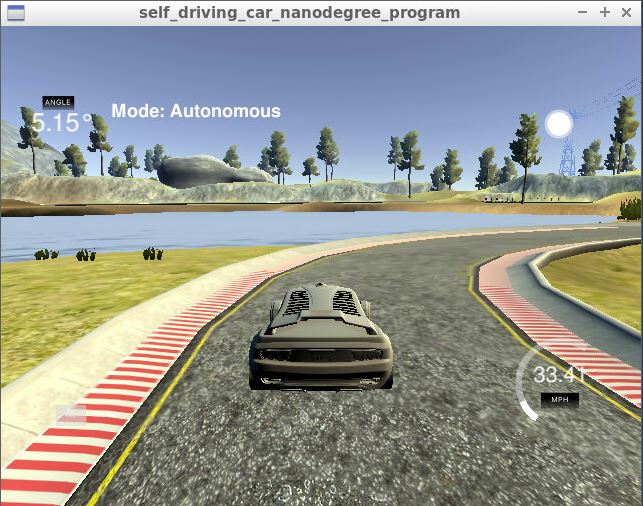 self_driving_car_nanodegree_program
ANGLE
5.15°
Mode: Autonomous
33.41
MPH